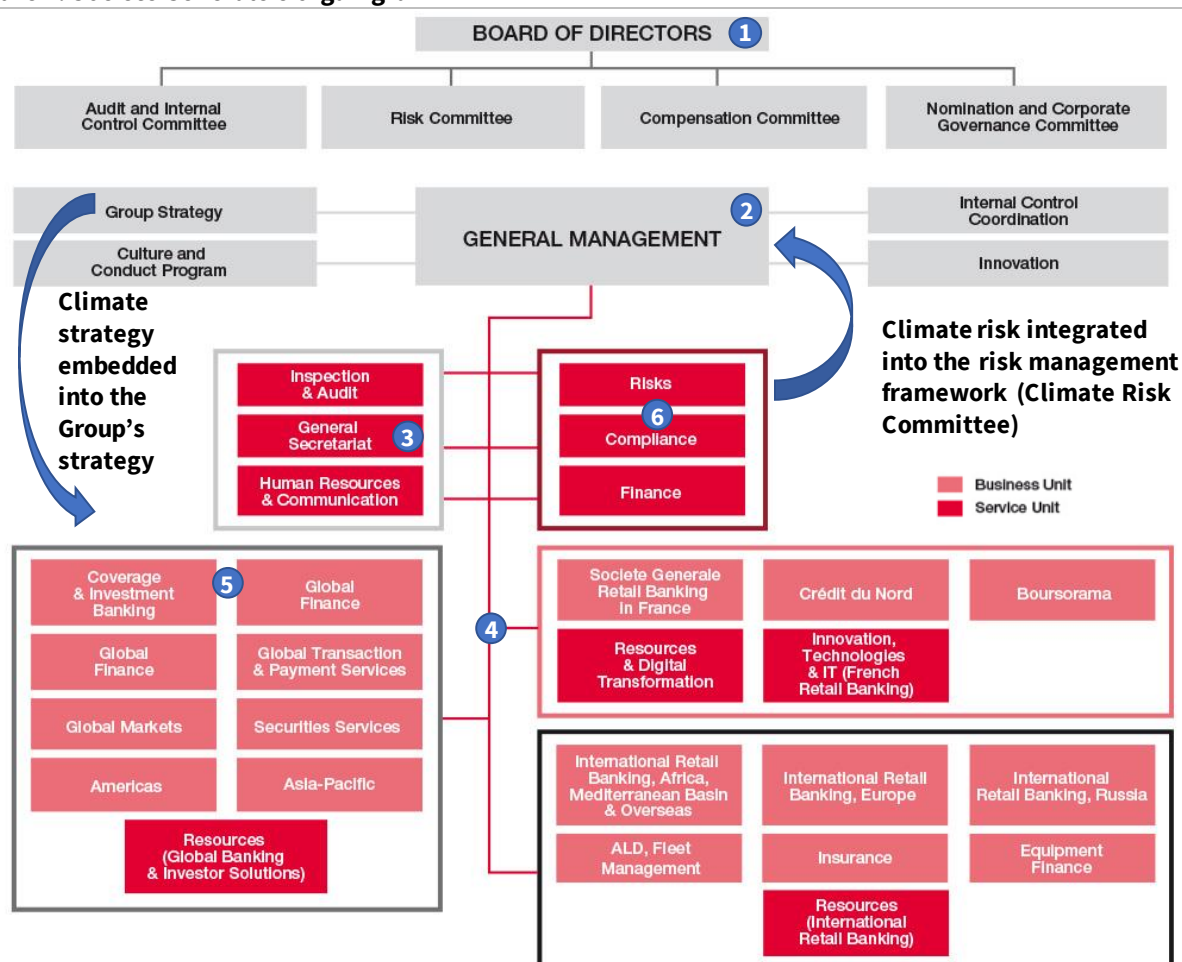 BOARD OF DIRECTORS 1
Audit and Internal
Control Committee
Risk Committee
Compensation Committee
Nomination and Corporate
Governance Committee
Group Strategy
Culture and
Conduct Program
2
GENERAL MANAGEMENT
Internal Control
Coordination
Innovation
Climate
strategy
embedded
into the
Group's
strategy
Climate risk integrated
into the risk management
framework (Climate Risk
Committee)
Inspection
& Audit
General
Secretariat
3
Human Resources
& Communication
Risks
6
Compliance
Finance
Business Unit
Service Unit
Coverage
& Investment
Banking
5
Global
Finance
Global
Finance
Global Transaction
& Payment Services
Global Markets
Securities Services
Americas
Asia-Pacific
Resources
(Global Banking
& Investor Solutions)
4
Societe Generale
Retail Banking
in France
Crédit du Nord
Boursorama
Resources
& Digital
Transformation
Innovation,
Technologies
& IT (French
Retail Banking)
International Retail
Banking, Africa,
Mediterranean Basin
& Overseas
International Retail
Banking, Europe
International
Retail Banking, Russia
ALD, Fleet
Management
Insurance
Equipment
Finance
Resources
(International
Retail Banking)